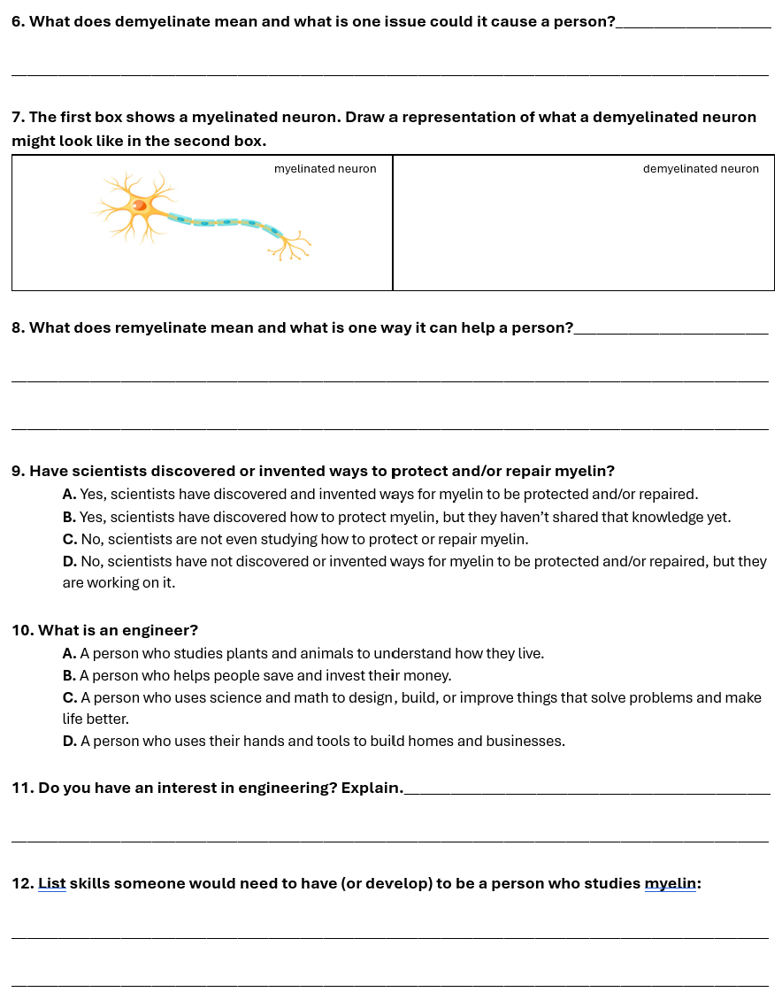 6. What does demyelinate mean and what is one issue could it cause a person?____________________
7. The first box shows a myelinated neuron. Draw a representation of what a demyelinated neuron
might look like in the second box.
myelinated neuron
demyelinated neuron
8. What does remyelinate mean and what is one way it can help a person?_________________________
9. Have scientists discovered or invented ways to protect and/or repair myelin?
A. Yes, scientists have discovered and invented ways for myelin to be protected and/or repaired.
B. Yes, scientists have discovered how to protect myelin, but they haven’t shared that knowledge yet.
C. No, scientists are not even studying how to protect or repair myelin.
D. No, scientists have not discovered or invented ways for myelin to be protected and/or repaired, but they
are working on it.
10. What is an engineer?
A. A person who studies plants and animals to understand how they live.
B. A person who helps people save and invest their money.
C. A person who uses science and math to design, build, or improve things that solve problems and make
life better.
D. A person who uses their hands and tools to build homes and businesses.
11. Do you have an interest in engineering? Explain._______________________________________________
12. List skills someone would need to have (or develop) to be a person who studies myelin: